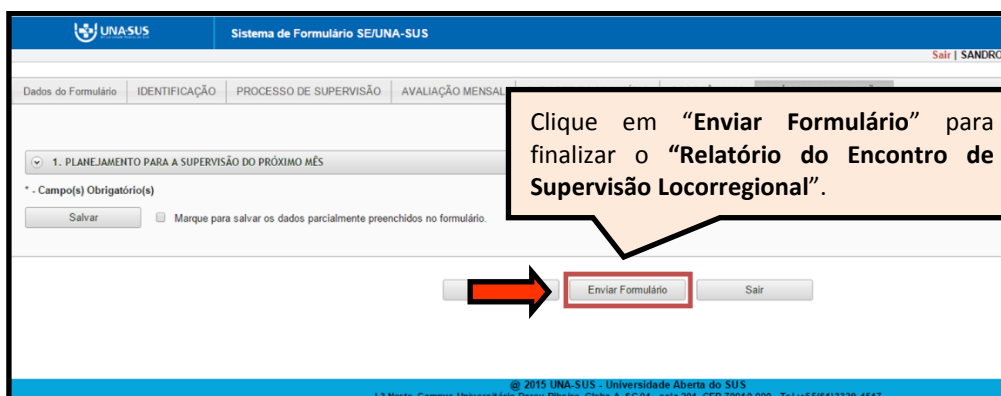 UNA-SUS
Sistema de Formulário SE/UNA-SUS
Sair | SANDRO
Dados do Formulário IDENTIFICAÇÃO PROCESSO DE SUPERVISÃO AVALIAÇÃO MENSAL
Clique em “Enviar Formulário” para
finalizar o “Relatório do Encontro de
Supervisão Locorregional”.
1. PLANEJAMENTO PARA A SUPERVISÃO DO PRÓXIMO MÊS
* - Campo(s) Obrigatório(s)
Salvar Marque para salvar os dados parcialmente preenchidos no formulário.
Enviar Formulário Sair
@ 2015 UNA-SUS - Universidade Aberta do SUS